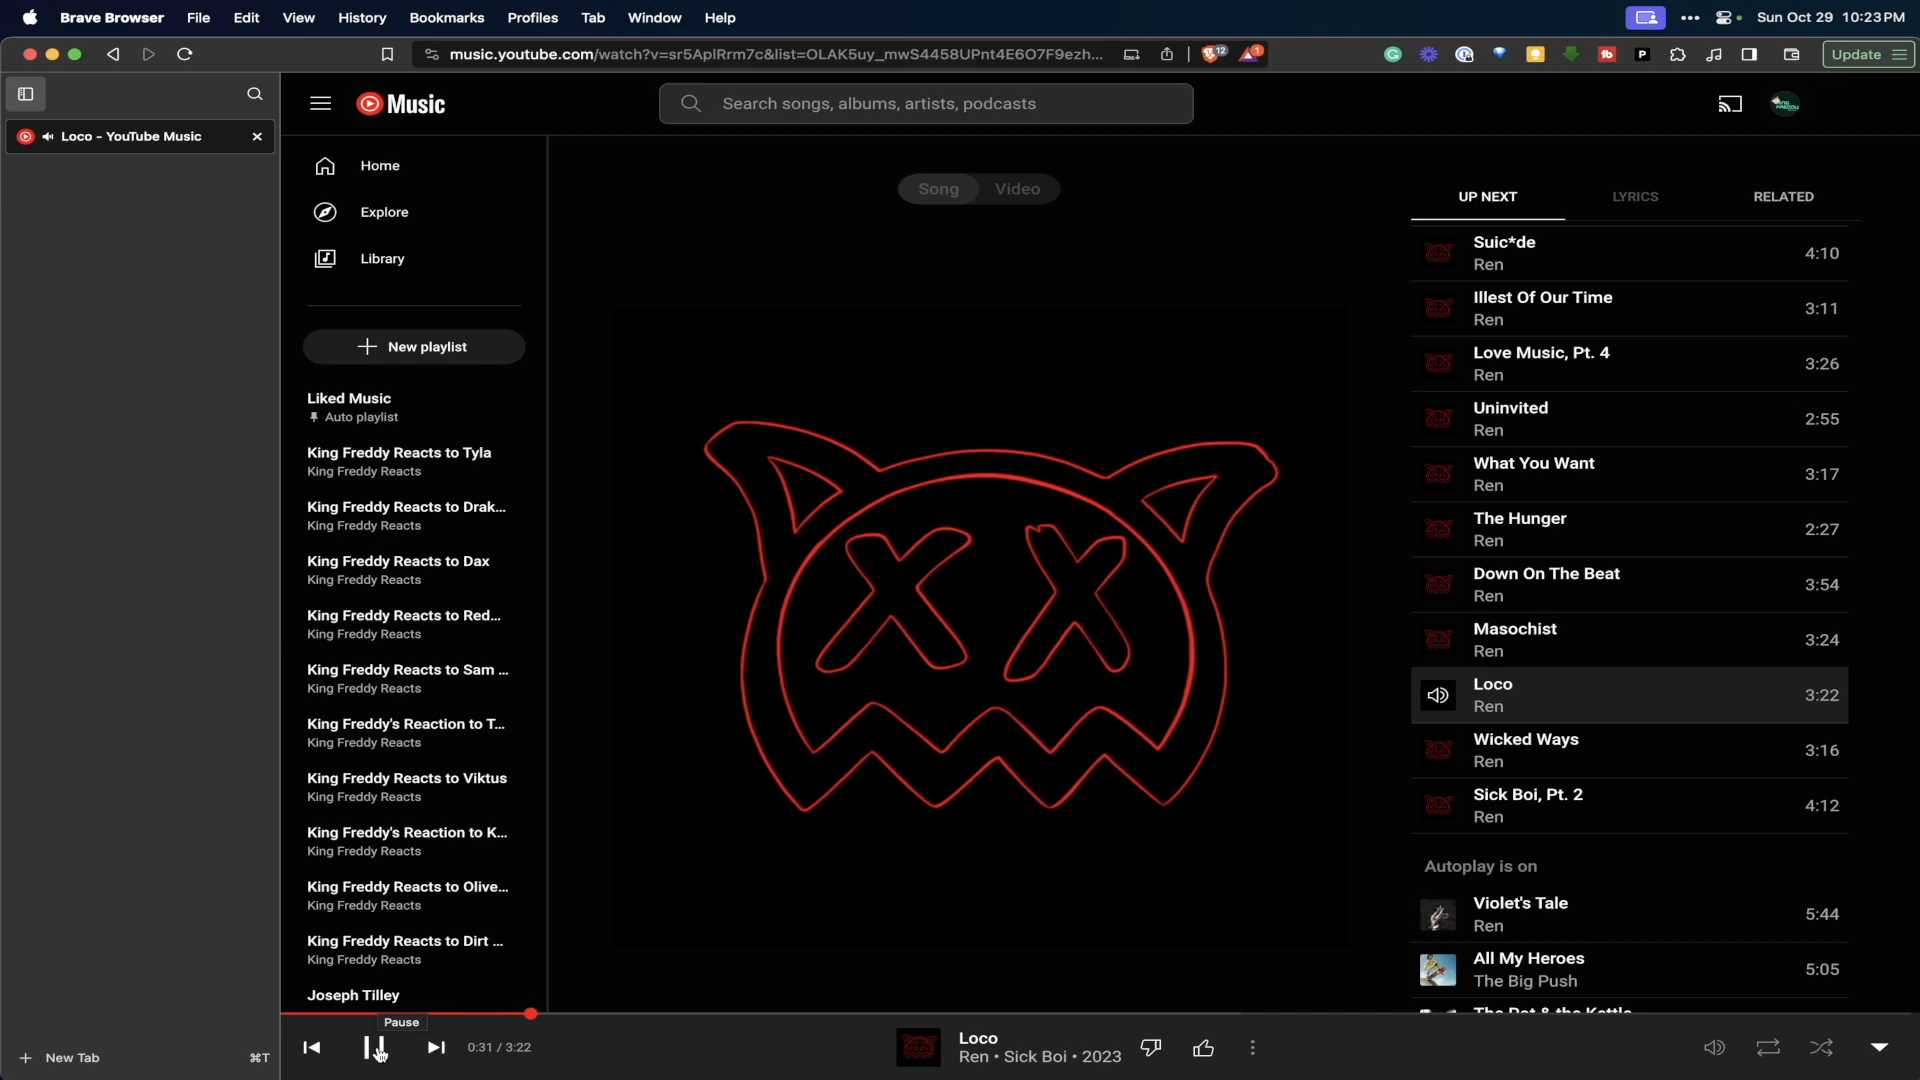 Brave Browser File Edit View History Bookmarks Profiles Tab Window Help Sun Oct 29 10:23 PM
music.youtube.com/watch?v=sr5AplRrm7c&list=OLAK5uy_mwS4458UPnt4E6O7F9ezh... 12 1 Update
Loco - YouTube Music
Music
Search songs, albums, artists, podcasts
Home
Explore
Library
New playlist
Liked Music
Auto playlist
King Freddy Reacts to Tyla
King Freddy Reacts
King Freddy Reacts to Drak...
King Freddy Reacts
King Freddy Reacts to Dax
King Freddy Reacts
King Freddy Reacts to Red...
King Freddy Reacts
King Freddy Reacts to Sam ...
King Freddy Reacts
King Freddy's Reaction to T...
King Freddy Reacts
King Freddy Reacts to Viktus
King Freddy Reacts
King Freddy's Reaction to K...
King Freddy Reacts
King Freddy Reacts to Olive...
King Freddy Reacts
King Freddy Reacts to Dirt ...
King Freddy Reacts
Joseph Tilley
Song Video
UP NEXT LYRICS RELATED
Suic*de
Ren
4:10
Illest Of Our Time
Ren
3:11
Love Music, Pt. 4
Ren
3:26
Uninvited
Ren
2:55
What You Want
Ren
3:17
The Hunger
Ren
2:27
Down On The Beat
Ren
3:54
Masochist
Ren
3:24
Loco
Ren
3:22
Wicked Ways
Ren
3:16
Sick Boi, Pt. 2
Ren
4:12
Autoplay is on
Violet's Tale
Ren
5:44
All My Heroes
The Big Push
5:05
Pause
0:31 / 3:22
Loco
Ren • Sick Boi • 2023
New Tab ⌘T